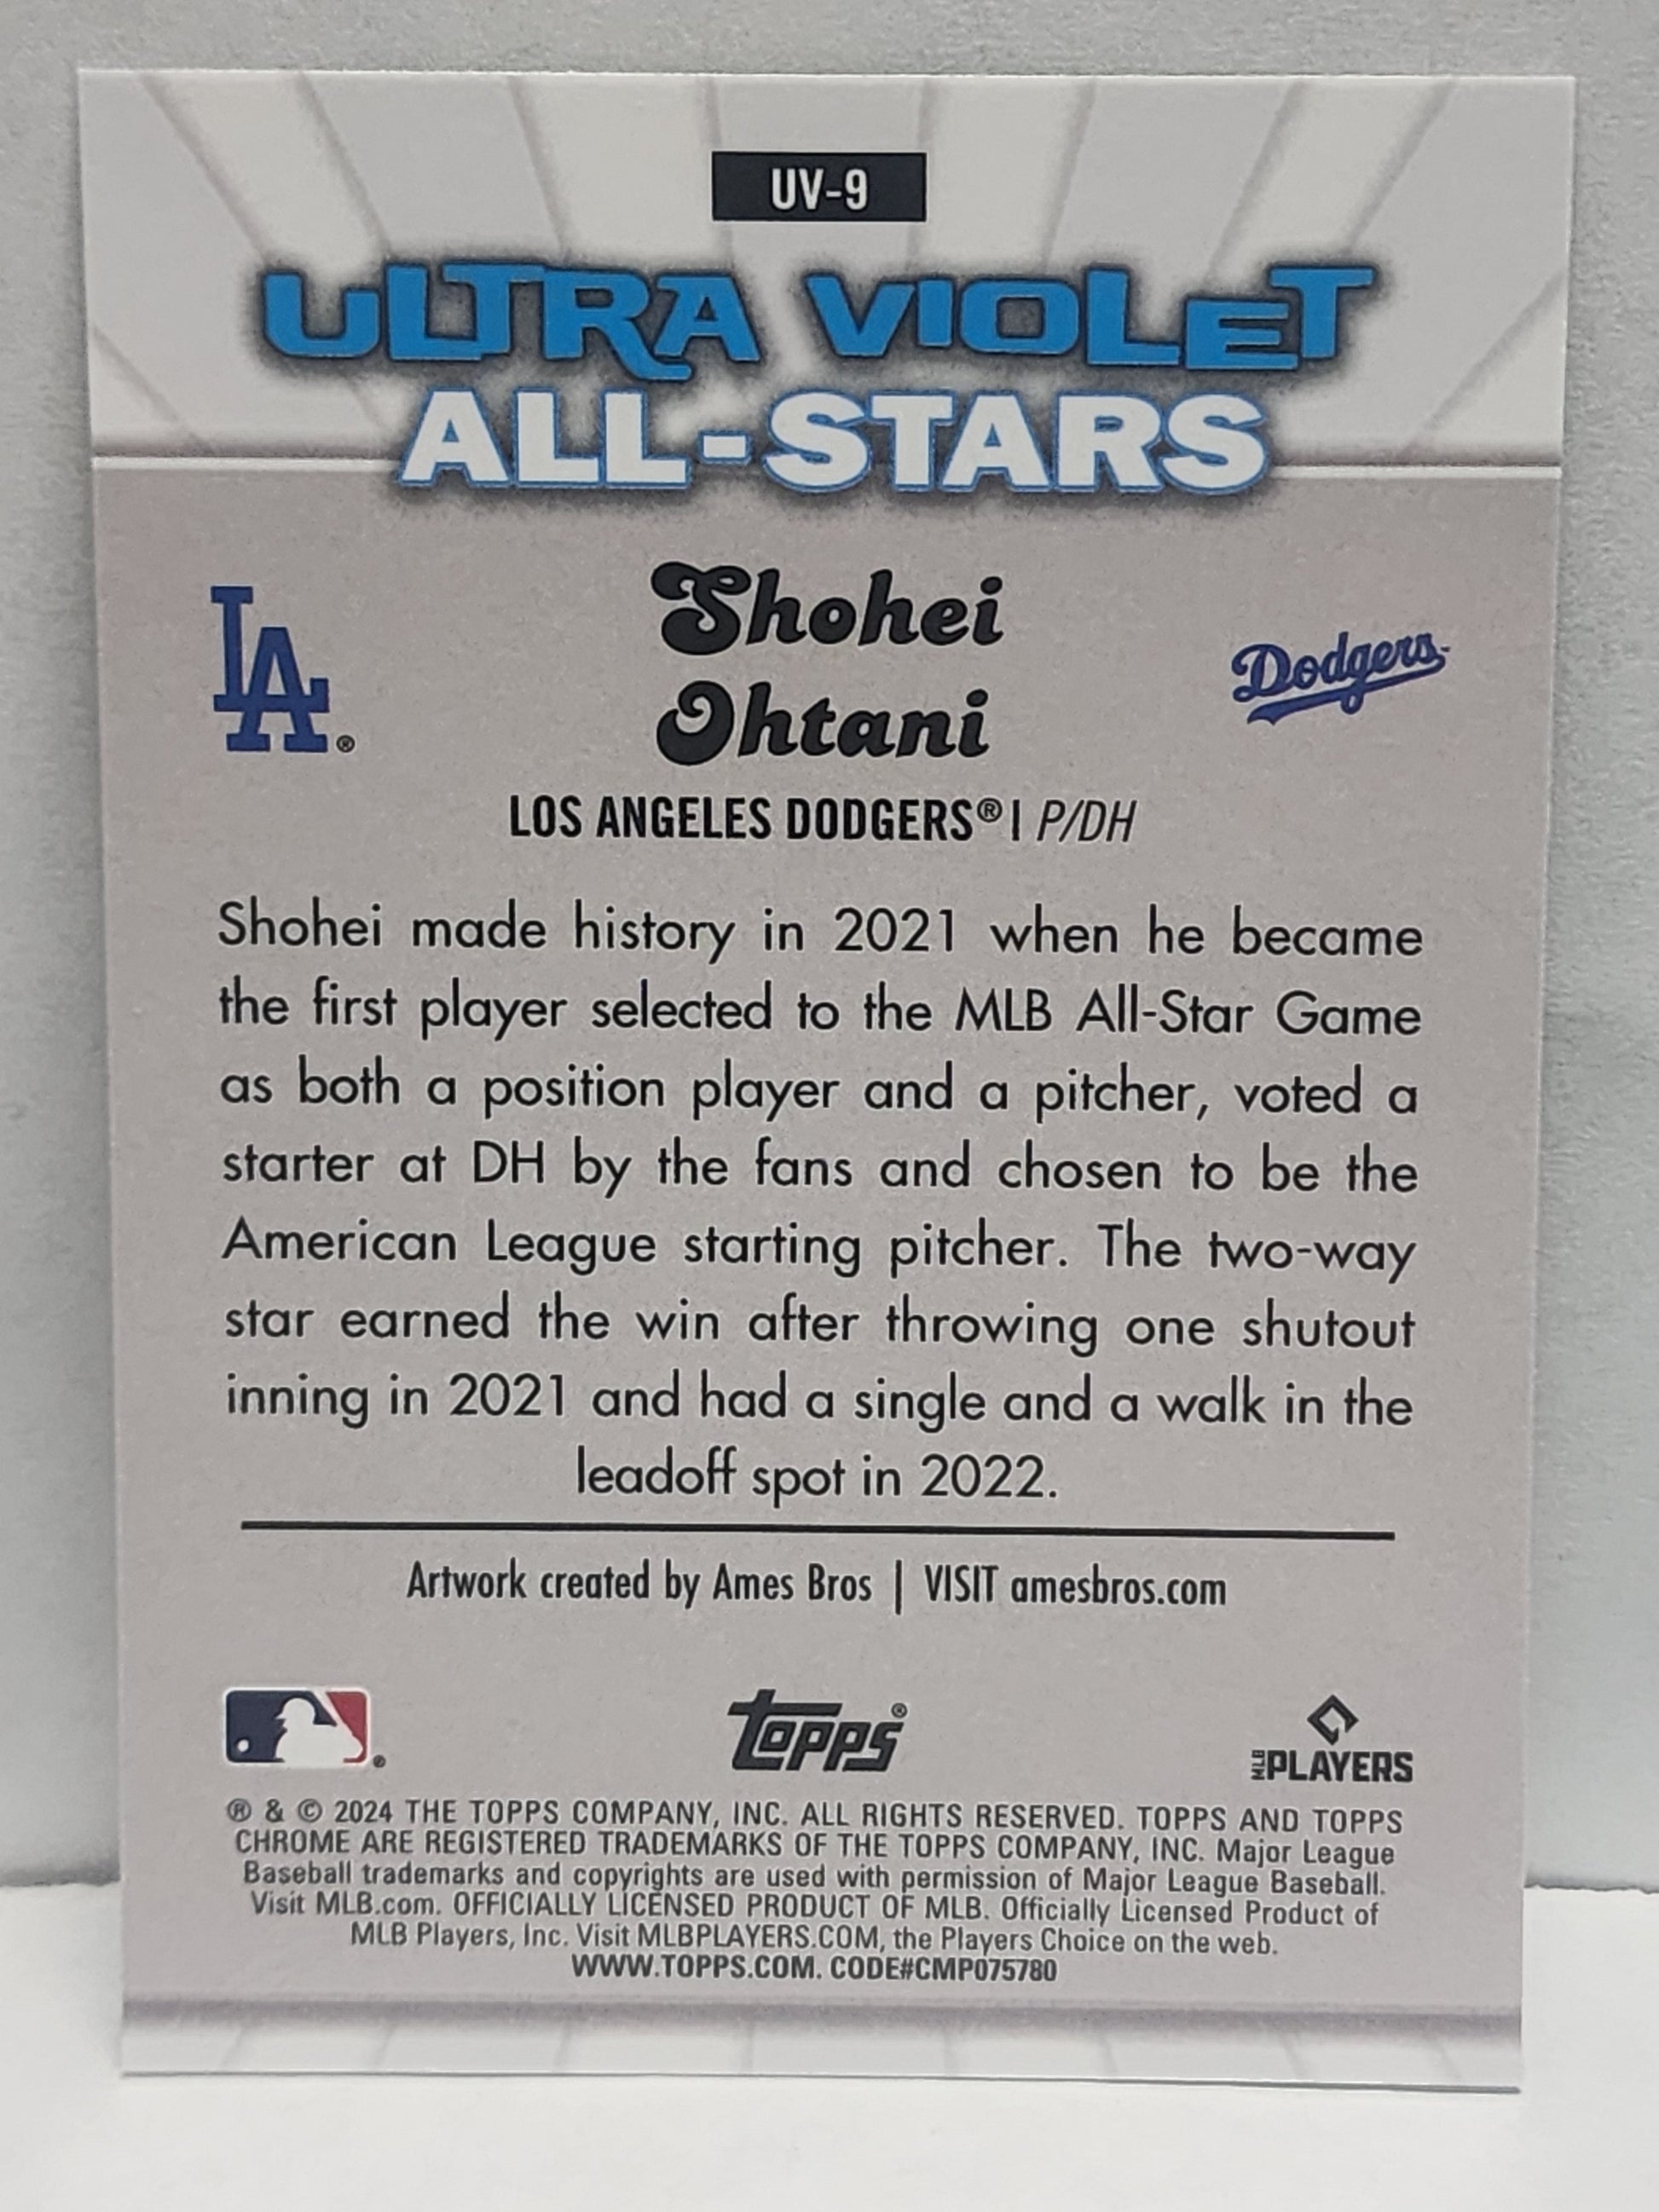 UV-9
ULTRA VIOLET
ALL-STARS
LA®
Shohei
Ohtani
Dodgers
LOS ANGELES DODGERS® | P/DH
Shohei made history in 2021 when he became
the first player selected to the MLB All-Star Game
as both a position player and a pitcher, voted a
starter at DH by the fans and chosen to be the
American League starting pitcher. The two-way
star earned the win after throwing one shutout
inning in 2021 and had a single and a walk in the
leadoff spot in 2022.
Artwork created by Ames Bros | VISIT amesbros.com
topps®
MLB PLAYERS
® & © 2024 THE TOPPS COMPANY, INC. ALL RIGHTS RESERVED. TOPPS AND TOPPS
CHROME ARE REGISTERED TRADEMARKS OF THE TOPPS COMPANY, INC. Major League
Baseball trademarks and copyrights are used with permission of Major League Baseball.
Visit MLB.com. OFFICIALLY LICENSED PRODUCT OF MLB. Officially Licensed Product of
MLB Players, Inc. Visit MLBPLAYERS.COM, the Players Choice on the web.
WWW.TOPPS.COM. CODE#CMP075780